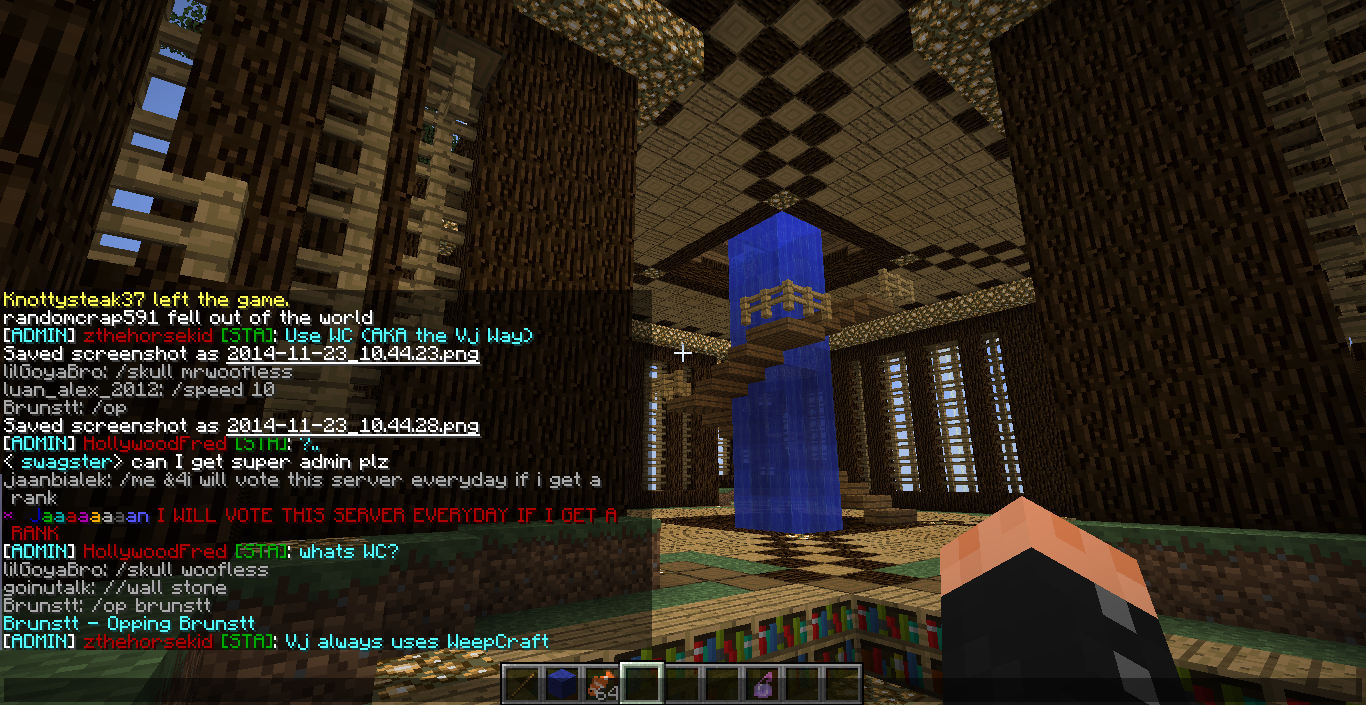 Knottysteak37 left the game.
randomcrap591 fell out of the world
[ADMIN] zthehorsekid [STA]: Use WC (AKA the Vj Way)
Saved screenshot as 2014-11-23_10.44.23.png
lilGoyaBro: /skull mrwoofless
luan_alex_2012: /speed 10
Brunstt: /op
Saved screenshot as 2014-11-23_10.44.28.png
[ADMIN] HollywoodFred [STA]: ?..
< swagster> can I get super admin plz
jaanbialek: /me &4i will vote this server everyday if i get a
rank
* Jaaaaaaan I WILL VOTE THIS SERVER EVERYDAY IF I GET A
RANK
[ADMIN] HollywoodFred [STA]: whats WC?
lilGoyaBro: /skull woofless
goinutalk: //wall stone
Brunstt: /op brunstt
Brunstt - Opping Brunstt
[ADMIN] zthehorsekid [STA]: Vj always uses WeepCraft
64